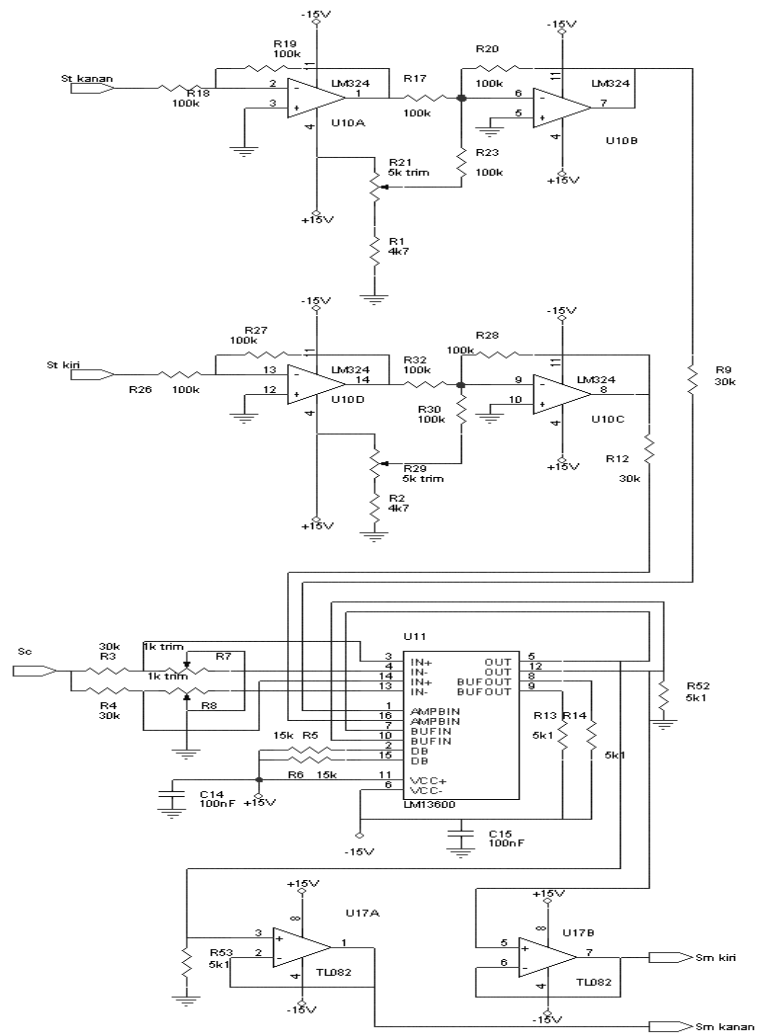 -15V
-15V
R19
100k
R20
100k
St kanan
11
LM324
R17
100k
11
LM324
R18
100k
2
3
1
4
U10A
6
5
7
4
U10B
R21
5k trim
R23
100k
+15V
+15V
R1
4k7
-15V
-15V
R27
100k
R28
100k
St kiri
11
LM324
R32
100k
11
LM324
R9
30k
R26
100k
13
12
14
4
U10D
9
10
8
4
U10C
R30
100k
R29
5k trim
R12
30k
+15V
+15V
R2
4k7
U11
Sc
30k
R3
1k trim
R7
1k trim
R4
30k
R8
3
4
14
13
1
16
7
10
2
15
11
6
IN+
IN-
IN+
IN-
AMPBIN
AMPBIN
BUFIN
BUFIN
DB
DB
VCC+
VCC-
OUT
OUT
BUFOUT
BUFOUT
5
12
8
9
R52
5k1
R13
5k1
R14
5k1
15k R5
R6 15k
C14
100nF
+15V
LM13600
-15V
C15
100nF
+15V
U17A
+15V
U17B
8
8
3
2
1
4
R53
5k1
TL082
5
6
7
4
TL082
Sm kiri
-15V
-15V
Sm kanan